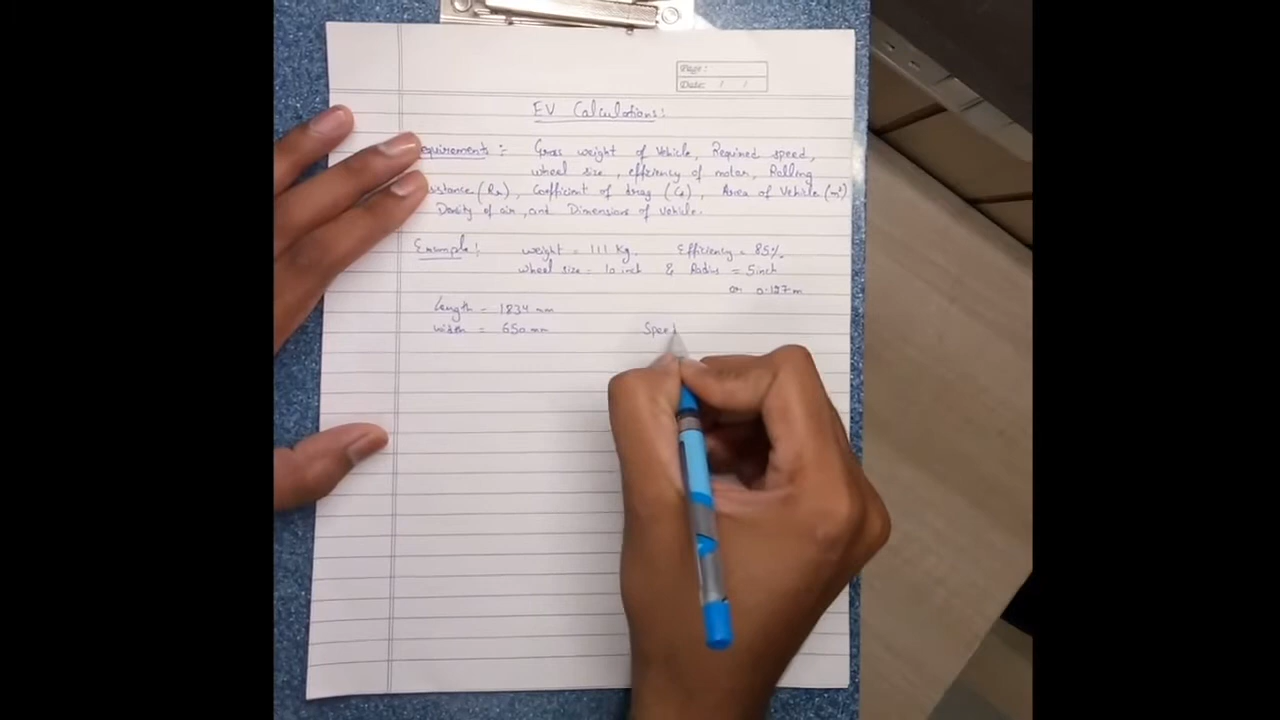 Page:
Date: / /
EV Calculations:
equirements :- Gross weight of Vehicle, Required speed,
wheel size, efficiency of motor, Rolling
istance (Rr), Coefficient of drag (Cd), Area of Vehicle (m²)
Density of air, and Dimensions of vehicle.
Example: weight = 111 Kg. Efficiency = 85%.
wheel size = 10 inch & Radius = 5inch
or 0.127 m
Length = 1834 mm
Width = 650 mm Speed